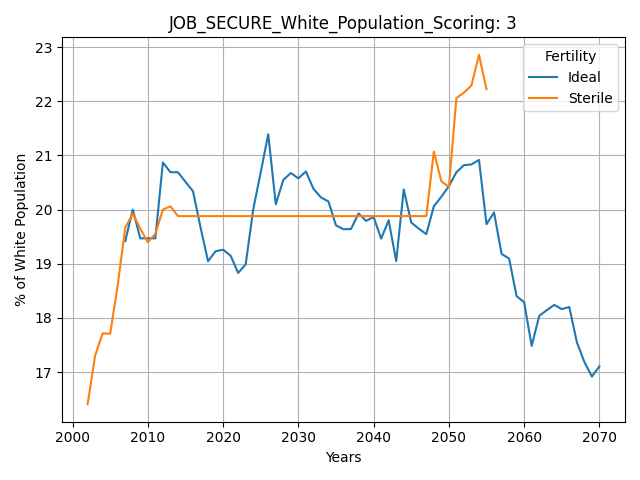 JOB_SECURE_White_Population_Scoring: 3
Fertility
Ideal
Sterile
% of White Population
23
22
21
20
19
18
17
2000 2010 2020 2030 2040 2050 2060 2070
Years